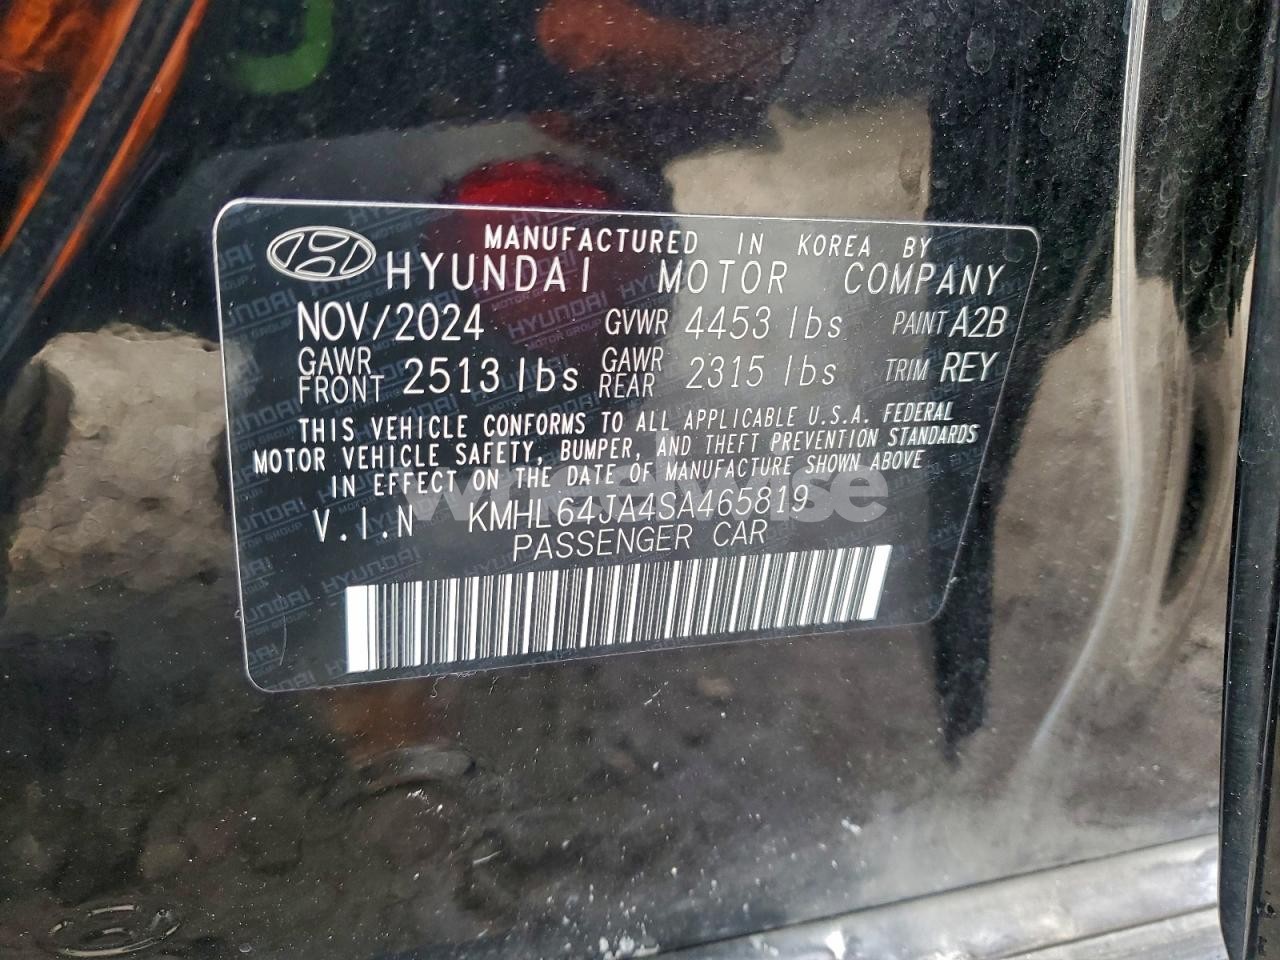 MANUFACTURED IN KOREA BY
HYUNDAI MOTOR COMPANY
NOV/2024 GVWR 4453 lbs PAINT A2B
GAWR FRONT 2513 lbs GAWR REAR 2315 lbs TRIM REY
THIS VEHICLE CONFORMS TO ALL APPLICABLE U.S.A. FEDERAL
MOTOR VEHICLE SAFETY, BUMPER, AND THEFT PREVENTION STANDARDS
IN EFFECT ON THE DATE OF MANUFACTURE SHOWN ABOVE
V.I.N KMHL64JA4SA465819
PASSENGER CAR
wheelwise